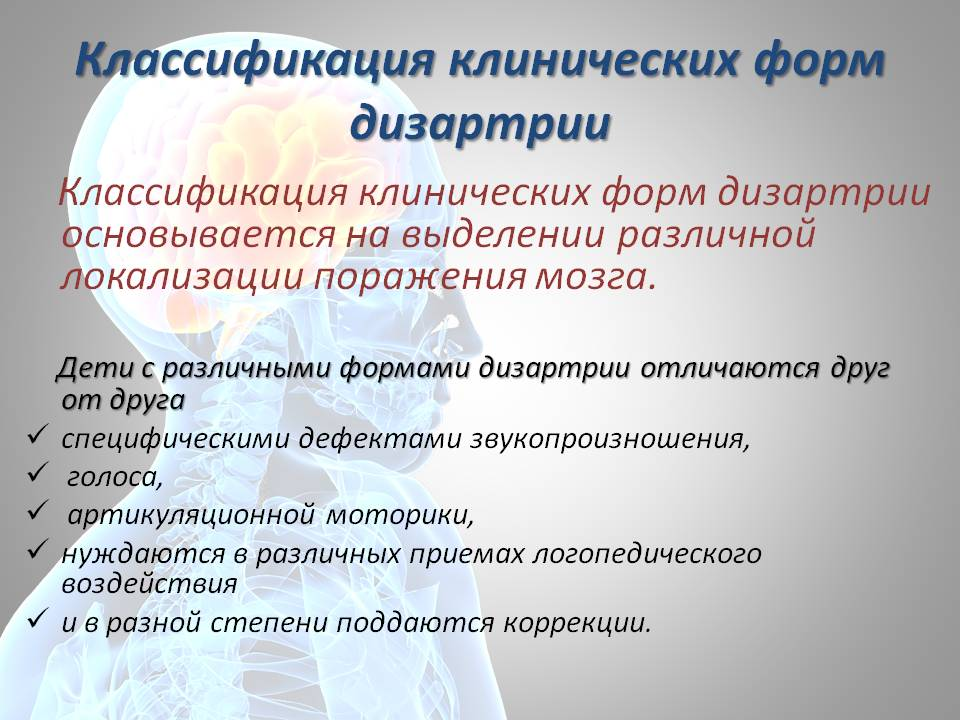 Классификация клинических форм
дизартрии
Классификация клинических форм дизартрии
основывается на выделении различной
локализации поражения мозга.
Дети с различными формами дизартрии отличаются друг
от друга
✓ специфическими дефектами звукопроизношения,
✓ голоса,
✓ артикуляционной моторики,
✓ нуждаются в различных приемах логопедического
воздействия
✓ и в разной степени поддаются коррекции.